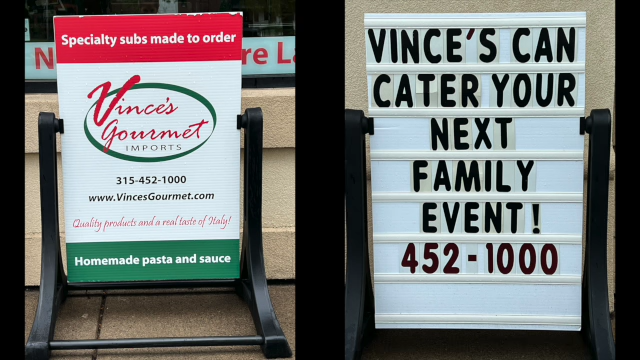 Specialty subs made to order
Vince's
Gourmet
IMPORTS
315-452-1000
www.VincesGourmet.com
Quality products and a real taste of Italy!
Homemade pasta and sauce
VINCE'S CAN
CATER YOUR
NEXT
FAMILY
EVENT!
452-1000